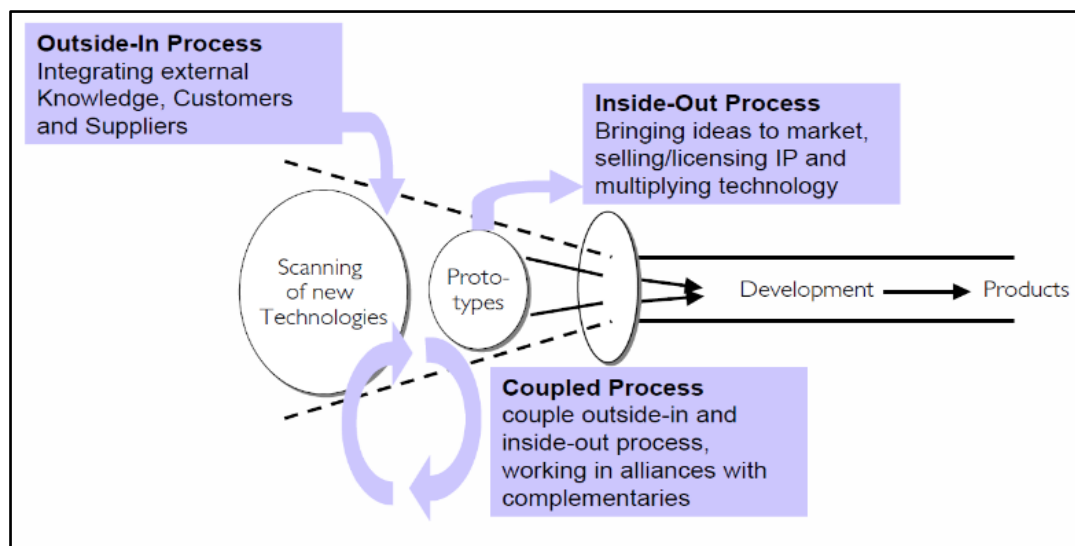 Outside-In Process
Integrating external
Knowledge, Customers
and Suppliers
Inside-Out Process
Bringing ideas to market,
selling/licensing IP and
multiplying technology
Scanning
of new
Technologies
Proto-
types
Development
Products
Coupled Process
couple outside-in and
inside-out process,
working in alliances with
complementaries